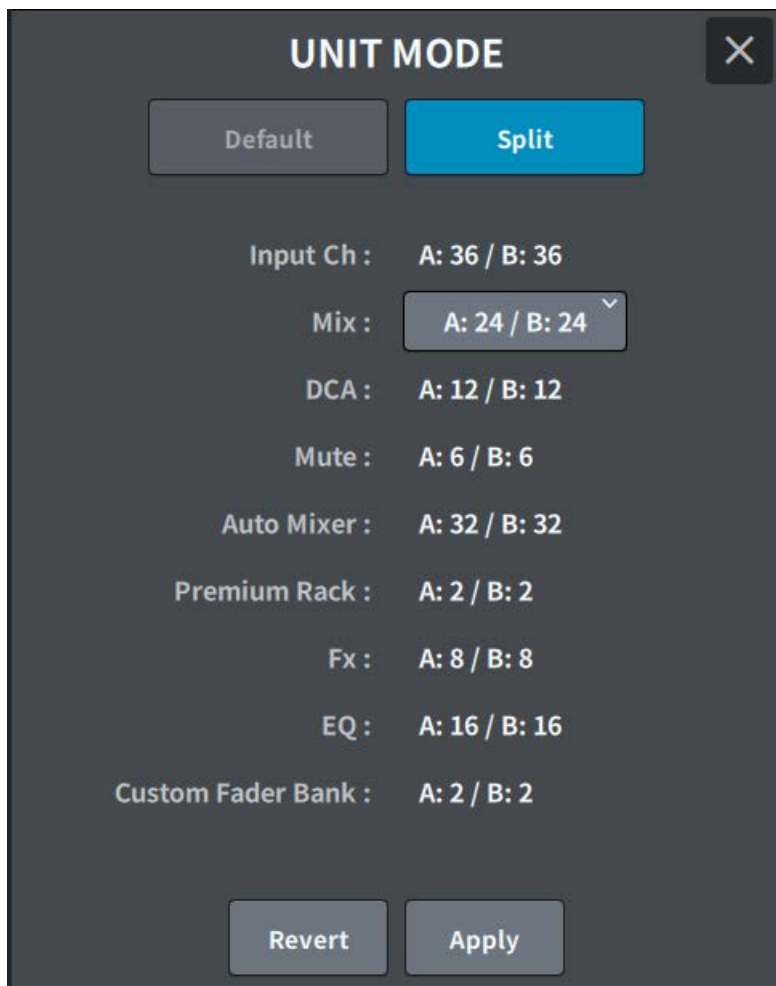 UNIT MODE
Default
Split
Input Ch : A: 36 / B: 36
Mix : A: 24 / B: 24
DCA : A: 12 / B: 12
Mute : A: 6 / B: 6
Auto Mixer : A: 32 / B: 32
Premium Rack : A: 2 / B: 2
Fx : A: 8 / B: 8
EQ : A: 16 / B: 16
Custom Fader Bank : A: 2 / B: 2
Revert
Apply